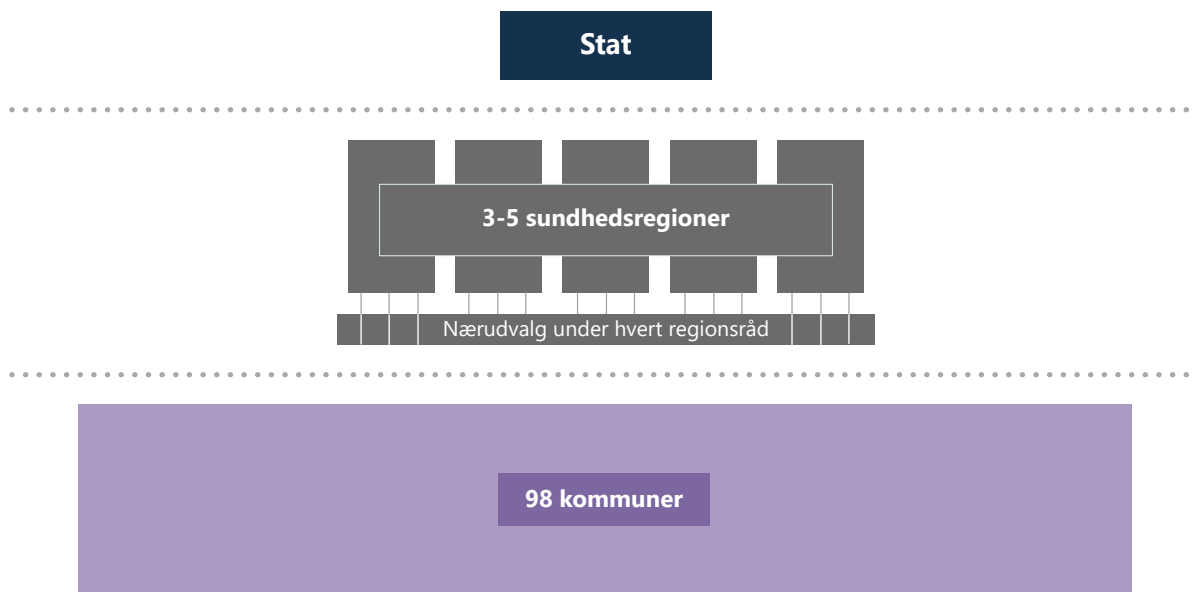 Stat
3-5 sundhedsregioner
Nærudvalg under hvert regionsråd
98 kommuner